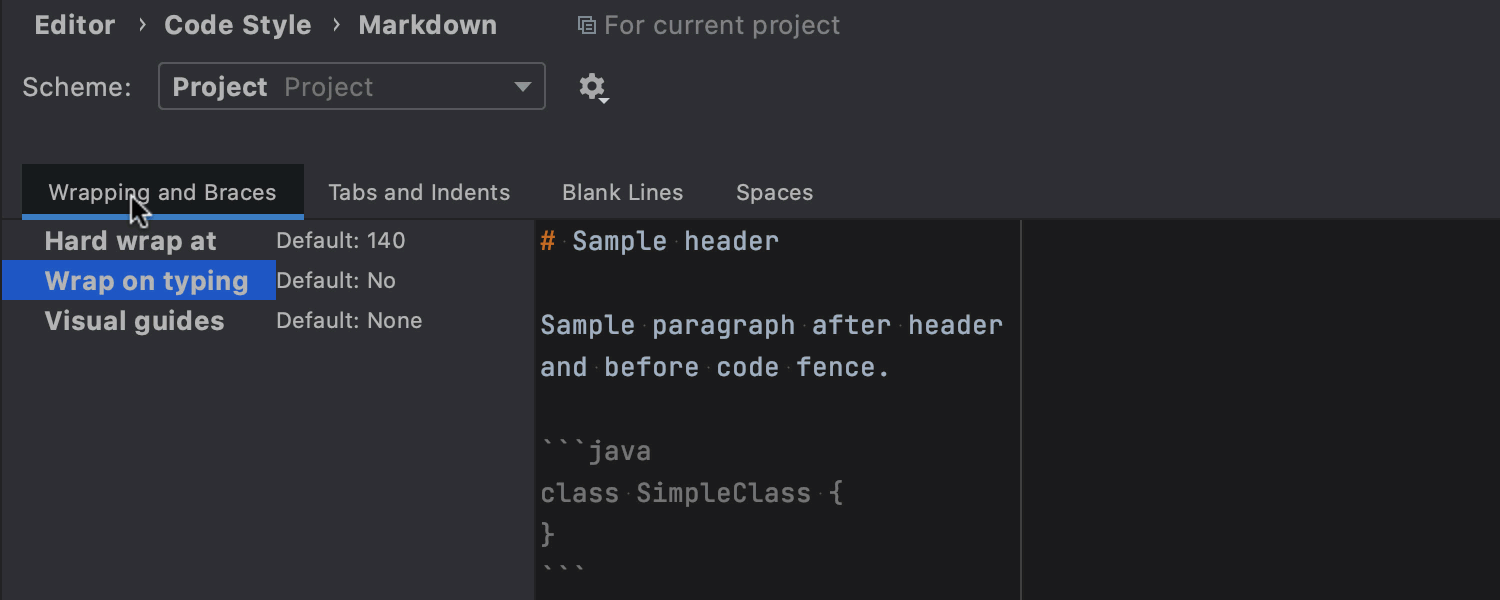 Editor › Code Style › Markdown For current project
Scheme: Project Project
Wrapping and Braces Tabs and Indents Blank Lines Spaces
Hard wrap at Default: 140
Wrap on typing Default: No
Visual guides Default: None
# Sample header
Sample paragraph after header
and before code fence.
```java
class SimpleClass {
}
```